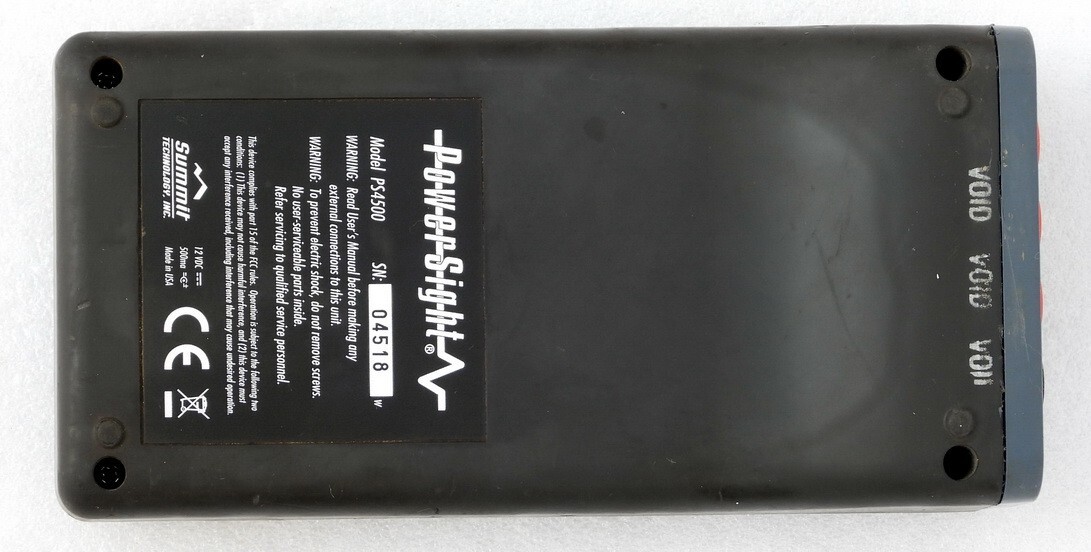 PowerSight®
Model PS4500 SN: 04518 W
WARNING: Read User's Manual before making any
external connections to this unit.
WARNING: To prevent electric shock, do not remove screws.
No user-serviceable parts inside.
Refer servicing to qualified service personnel.
This device complies with part 15 of the FCC rules. Operation is subject to the following two
conditions: (1) This device may not cause harmful interference, and (2) this device must
accept any interference received, including interference that may cause undesired operation.
Summit
TECHNOLOGY, INC.
12 VDC
500ma
Made in USA
CE
VOID VOID VOI